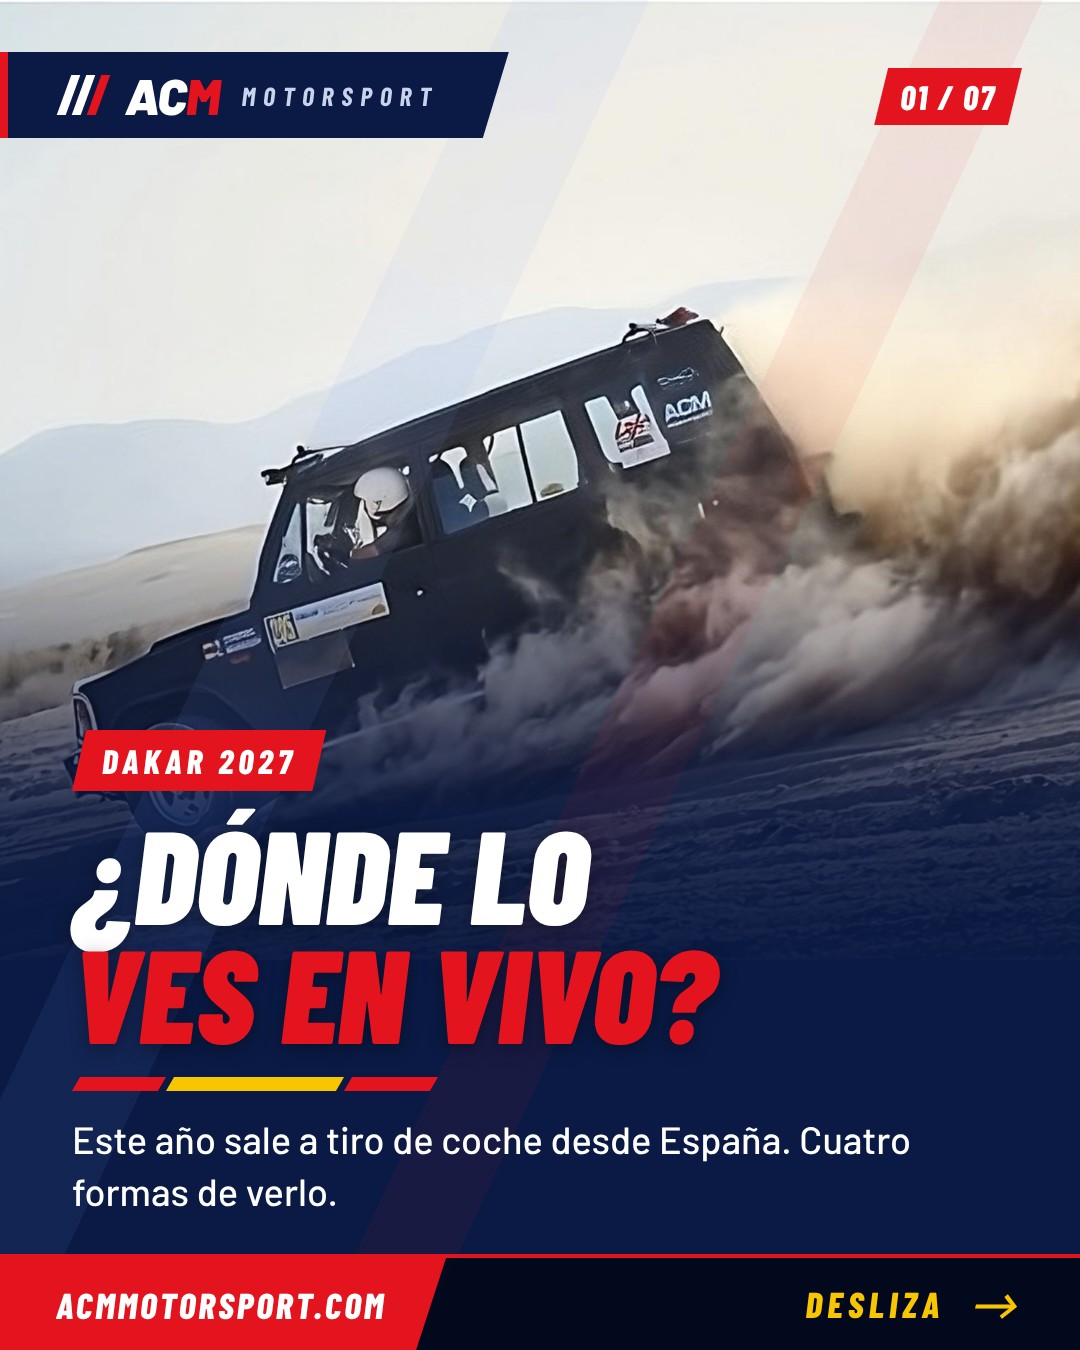 ACM MOTORSPORT
01 / 07
ACM
DAKAR 2027
¿DÓNDE LO
VES EN VIVO?
Este año sale a tiro de coche desde España. Cuatro
formas de verlo.
ACMMOTORSPORT.COM
DESLIZA →